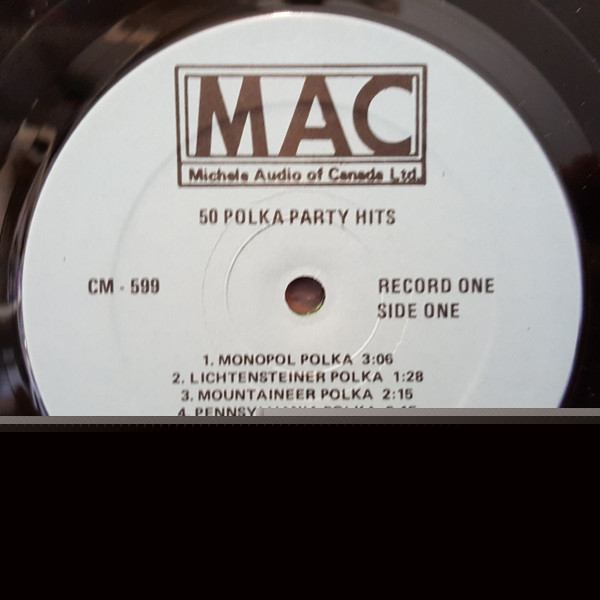 MAC
Michele Audio of Canada Ltd.
50 POLKA PARTY HITS
CM - 599
RECORD ONE
SIDE ONE
1. MONOPOL POLKA 3:06
2. LICHTENSTEINER POLKA 1:28
3. MOUNTAINEER POLKA 2:15
4.